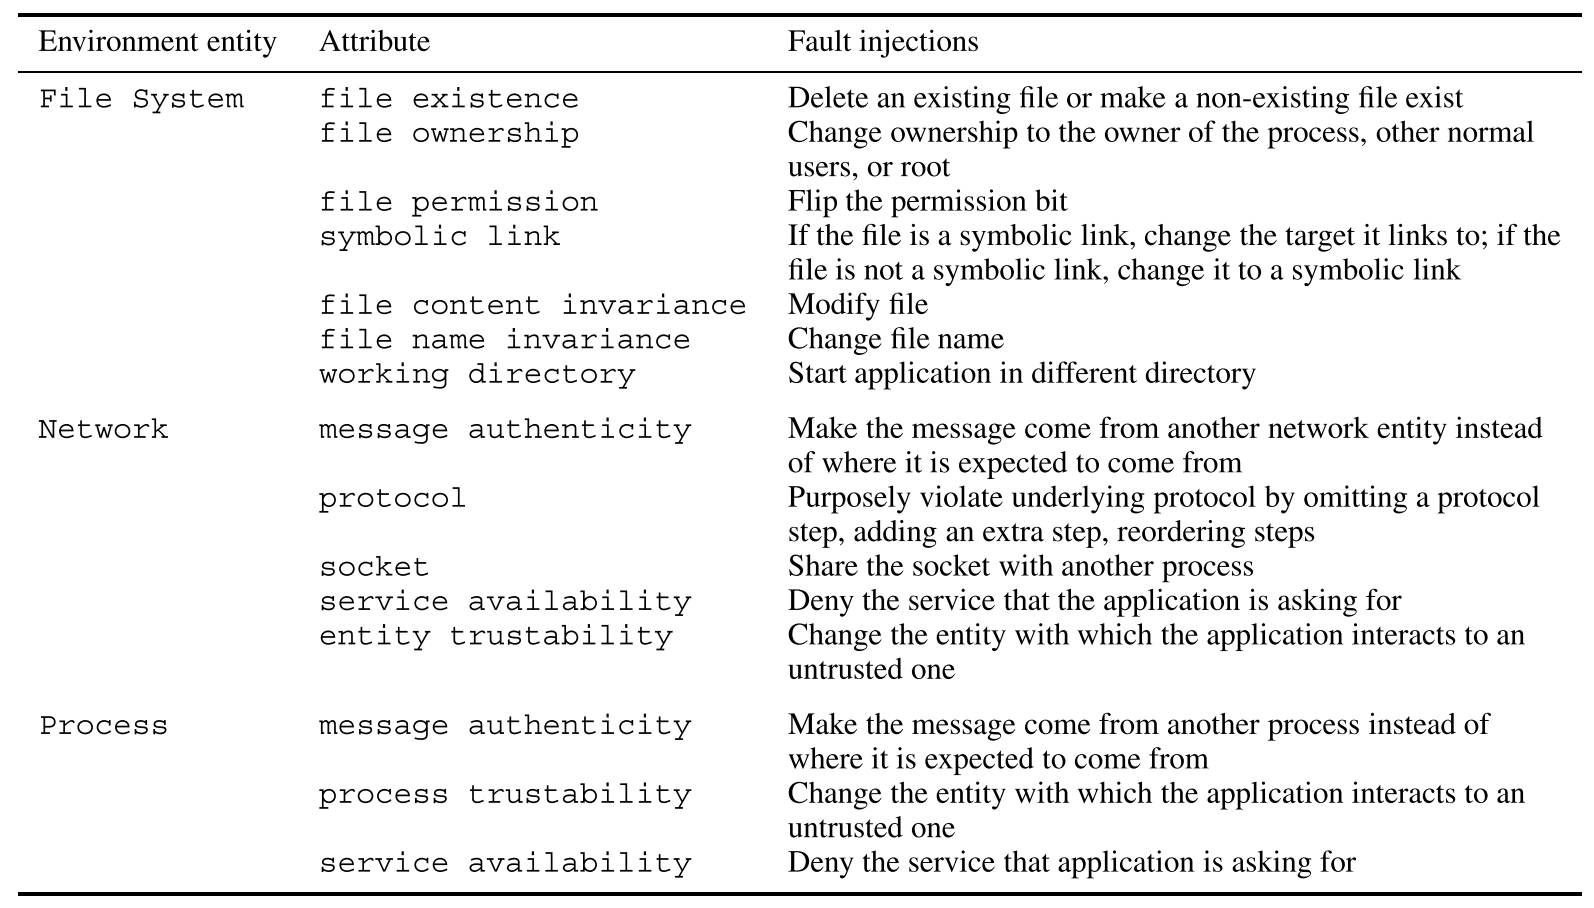 Environment entity Attribute Fault injections
File System file existence Delete an existing file or make a non-existing file exist
file ownership Change ownership to the owner of the process, other normal
users, or root
file permission Flip the permission bit
symbolic link If the file is a symbolic link, change the target it links to; if the
file is not a symbolic link, change it to a symbolic link
file content invariance Modify file
file name invariance Change file name
working directory Start application in different directory
Network message authenticity Make the message come from another network entity instead
of where it is expected to come from
protocol Purposely violate underlying protocol by omitting a protocol
step, adding an extra step, reordering steps
socket Share the socket with another process
service availability Deny the service that the application is asking for
entity trustability Change the entity with which the application interacts to an
untrusted one
Process message authenticity Make the message come from another process instead of
where it is expected to come from
process trustability Change the entity with which the application interacts to an
untrusted one
service availability Deny the service that application is asking for